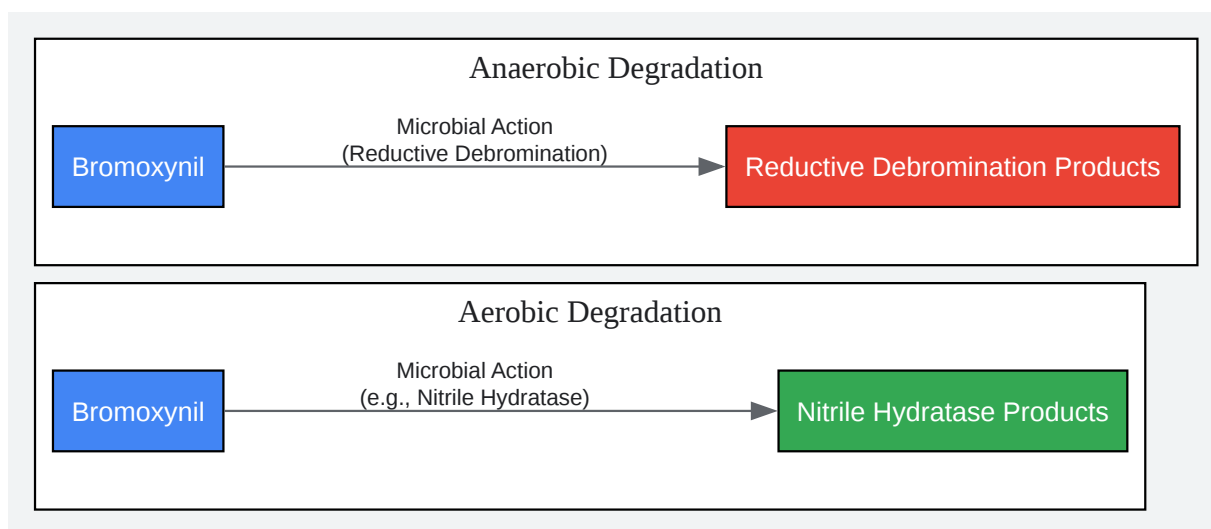 Anaerobic Degradation
Microbial Action
(Reductive Debromination)
Bromoxynil
Reductive Debromination Products
Aerobic Degradation
Microbial Action
(e.g., Nitrile Hydratase)
Bromoxynil
Nitrile Hydratase Products